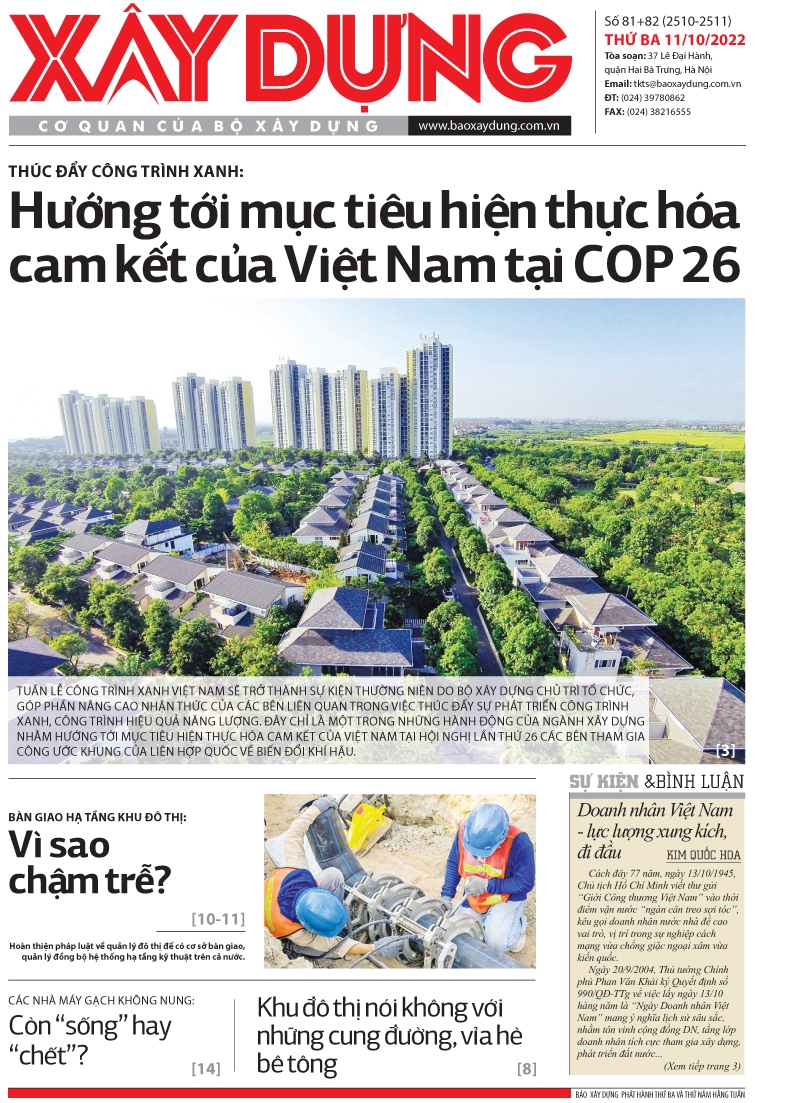 XÂY DỰNG
CƠ QUAN CỦA BỘ XÂY DỰNG
www.baoxaydung.com.vn
Số 81+82 (2510-2511)
THỨ BA 11/10/2022
Tòa soạn: 37 Lê Đại Hành,
quận Hai Bà Trưng, Hà Nội
Email: tkts@baoxaydung.com.vn
ĐT: (024) 39780862
FAX: (024) 38216555
THÚC ĐẨY CÔNG TRÌNH XANH:
Hướng tới mục tiêu hiện thực hóa
cam kết của Việt Nam tại COP 26
TUẦN LỄ CÔNG TRÌNH XANH VIỆT NAM SẼ TRỞ THÀNH SỰ KIỆN THƯỜNG NIÊN DO BỘ XÂY DỰNG CHỦ TRÌ TỔ CHỨC,
GÓP PHẦN NÂNG CAO NHẬN THỨC CỦA CÁC BÊN LIÊN QUAN TRONG VIỆC THÚC ĐẨY SỰ PHÁT TRIỂN CÔNG TRÌNH
XANH, CÔNG TRÌNH HIỆU QUẢ NĂNG LƯỢNG. ĐÂY CHỈ LÀ MỘT TRONG NHỮNG HÀNH ĐỘNG CỦA NGÀNH XÂY DỰNG
NHẰM HƯỚNG TỚI MỤC TIÊU HIỆN THỰC HÓA CAM KẾT CỦA VIỆT NAM TẠI HỘI NGHỊ LẦN THỨ 26 CÁC BÊN THAM GIA
CÔNG ƯỚC KHUNG CỦA LIÊN HỢP QUỐC VỀ BIẾN ĐỔI KHÍ HẬU.
[3]
BÀN GIAO HẠ TẦNG KHU ĐÔ THỊ:
Vì sao
chậm trễ?
[10-11]
Hoàn thiện pháp luật về quản lý đô thị để có cơ sở bàn giao,
quản lý đồng bộ hệ thống hạ tầng kỹ thuật trên cả nước.
CÁC NHÀ MÁY GẠCH KHÔNG NUNG:
Còn “sống” hay
“chết”?
[14]
Khu đô thị nói không với
những cung đường, vỉa hè
bê tông
[8]
SỰ KIỆN &BÌNH LUẬN
Doanh nhân Việt Nam
- lực lượng xung kích,
đi đầu
KIM QUỐC HOA
Cách đây 77 năm, ngày 13/10/1945,
Chủ tịch Hồ Chí Minh viết thư gửi
“Giới Công thương Việt Nam” vào thời
điểm vận nước “ngàn cân treo sợi tóc”,
kêu gọi doanh nhân nước nhà đề cao
vai trò, vị trí trong sự nghiệp cách
mạng vừa chống giặc ngoại xâm vừa
kiến quốc.
Ngày 20/9/2004, Thủ tướng Chính
phủ Phan Văn Khải ký Quyết định số
990/QĐ-TTg về việc lấy ngày 13/10
hàng năm là “Ngày Doanh nhân Việt
Nam” mang ý nghĩa lịch sử sâu sắc,
nhằm tôn vinh cộng đồng DN, tầng lớp
doanh nhân tích cực tham gia xây dựng,
phát triển đất nước...
(Xem tiếp trang 3)
BÁO XÂY DỰNG PHÁT HÀNH THỨ BA VÀ THỨ NĂM HÀNG TUẦN